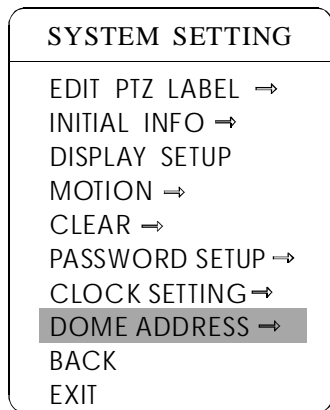 SYSTEM SETTING
EDIT PTZ LABEL →
INITIAL INFO →
DISPLAY SETUP
MOTION →
CLEAR →
PASSWORD SETUP →
CLOCK SETTING →
DOME ADDRESS →
BACK
EXIT